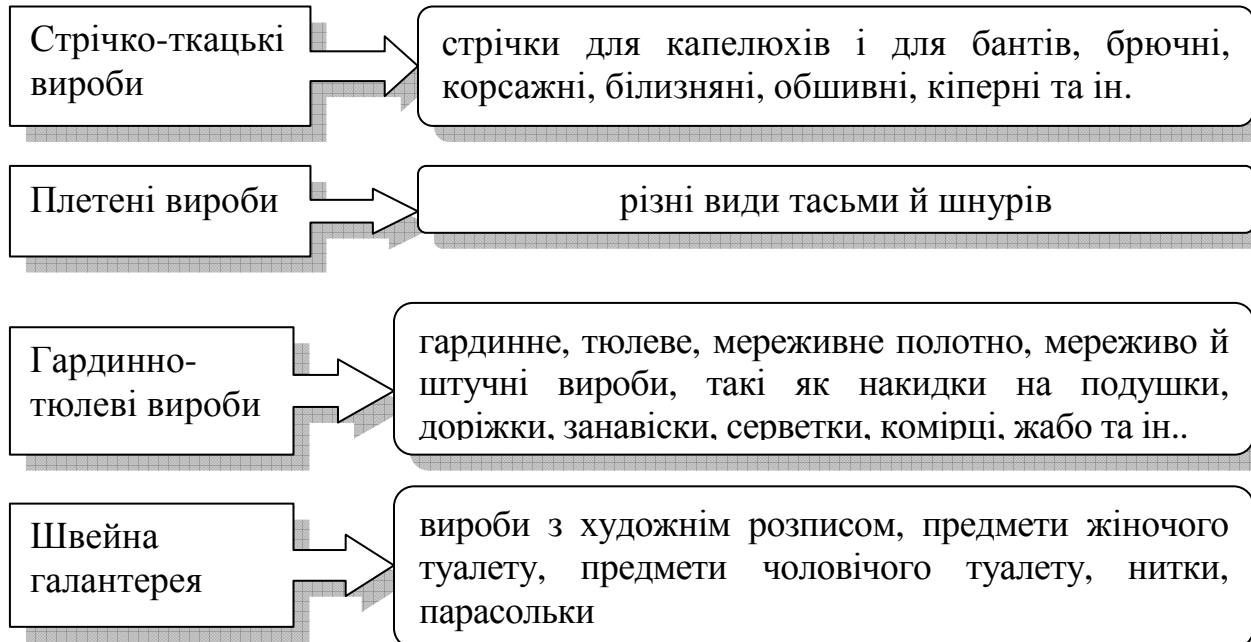 Стрічко-ткацькі
вироби
стрічки для капелюхів і для бантів, брючні,
корсажні, білизняні, обшивні, кіперні та ін.
Плетені вироби
різні види тасьми й шнурів
Гардинно-
тюлеві вироби
гардинне, тюлеве, мереживне полотно, мереживо й
штучні вироби, такі як накидки на подушки,
доріжки, занавіски, серветки, комірці, жабо та ін..
Швейна
галантерея
вироби з художнім розписом, предмети жіночого
туалету, предмети чоловічого туалету, нитки,
парасольки